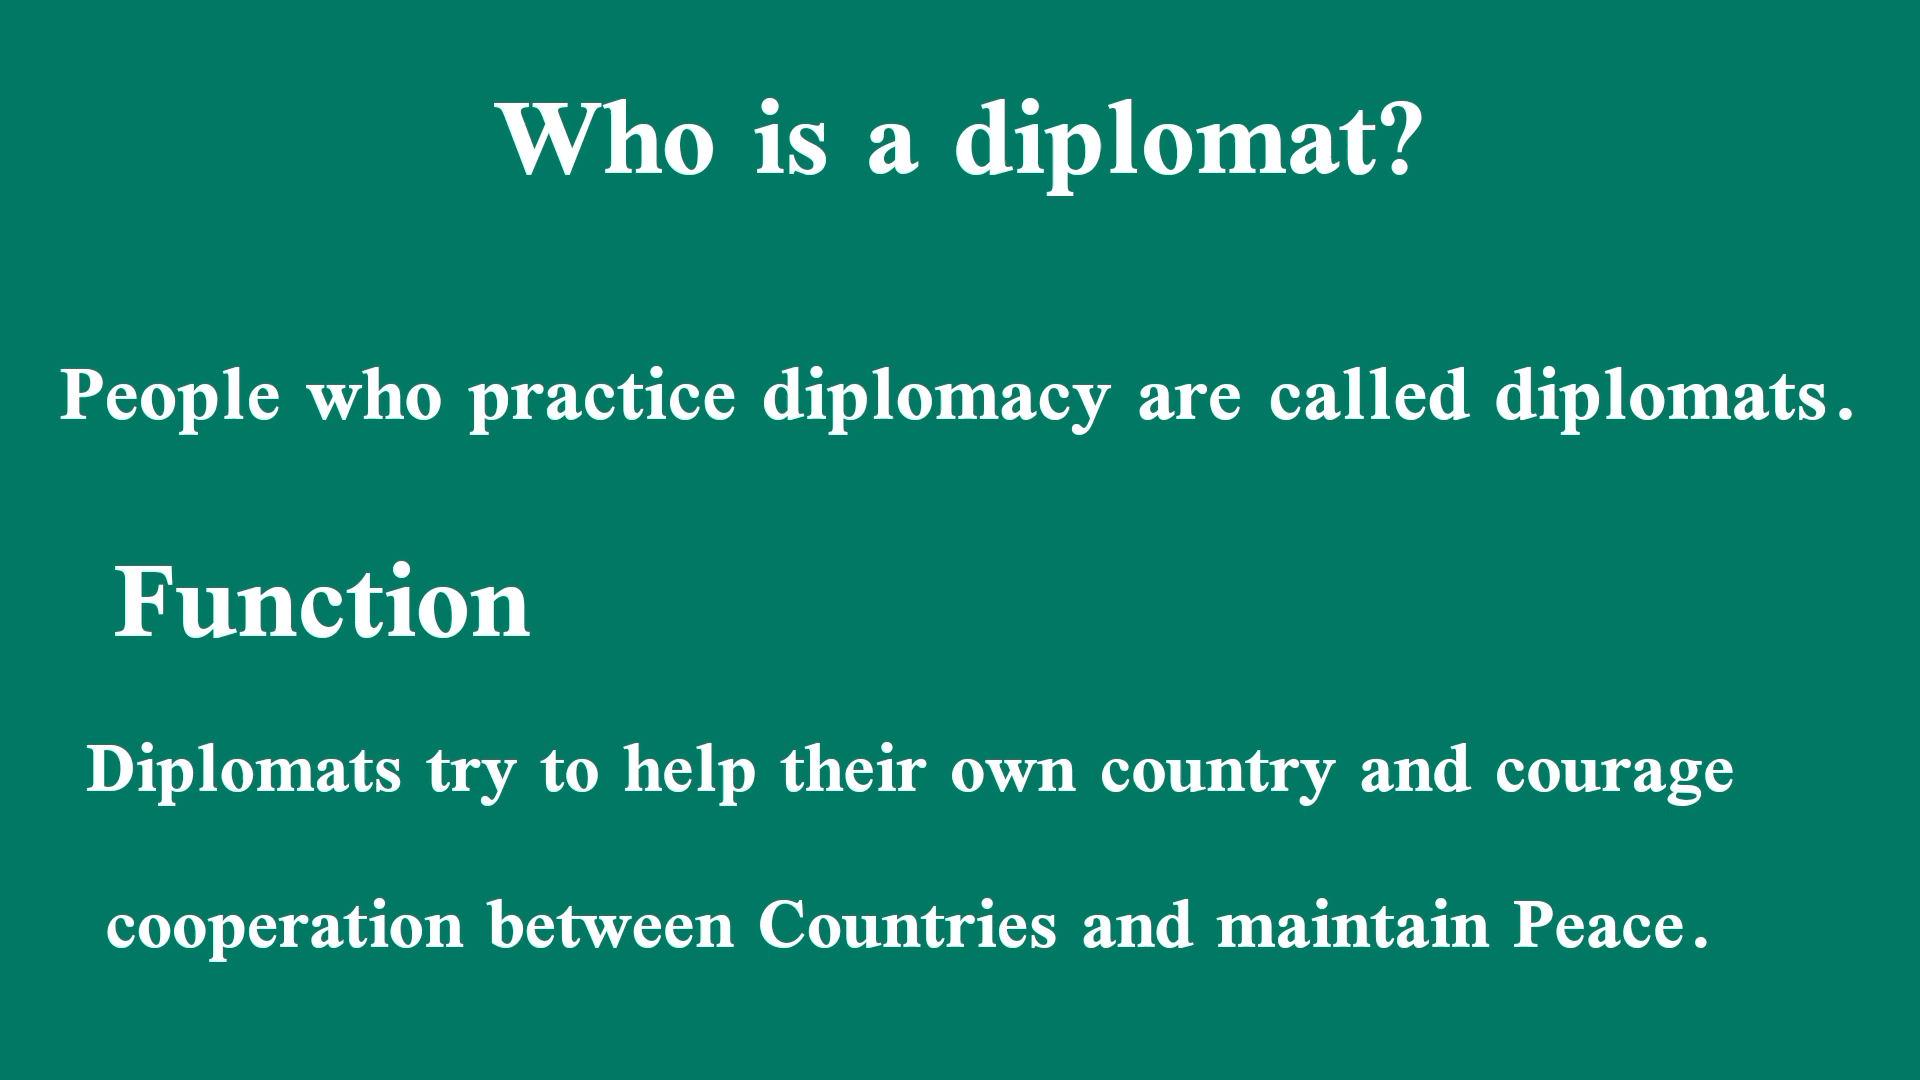 Who is a diplomat?
People who practice diplomacy are called diplomats.
Function
Diplomats try to help their own country and courage
cooperation between Countries and maintain Peace.